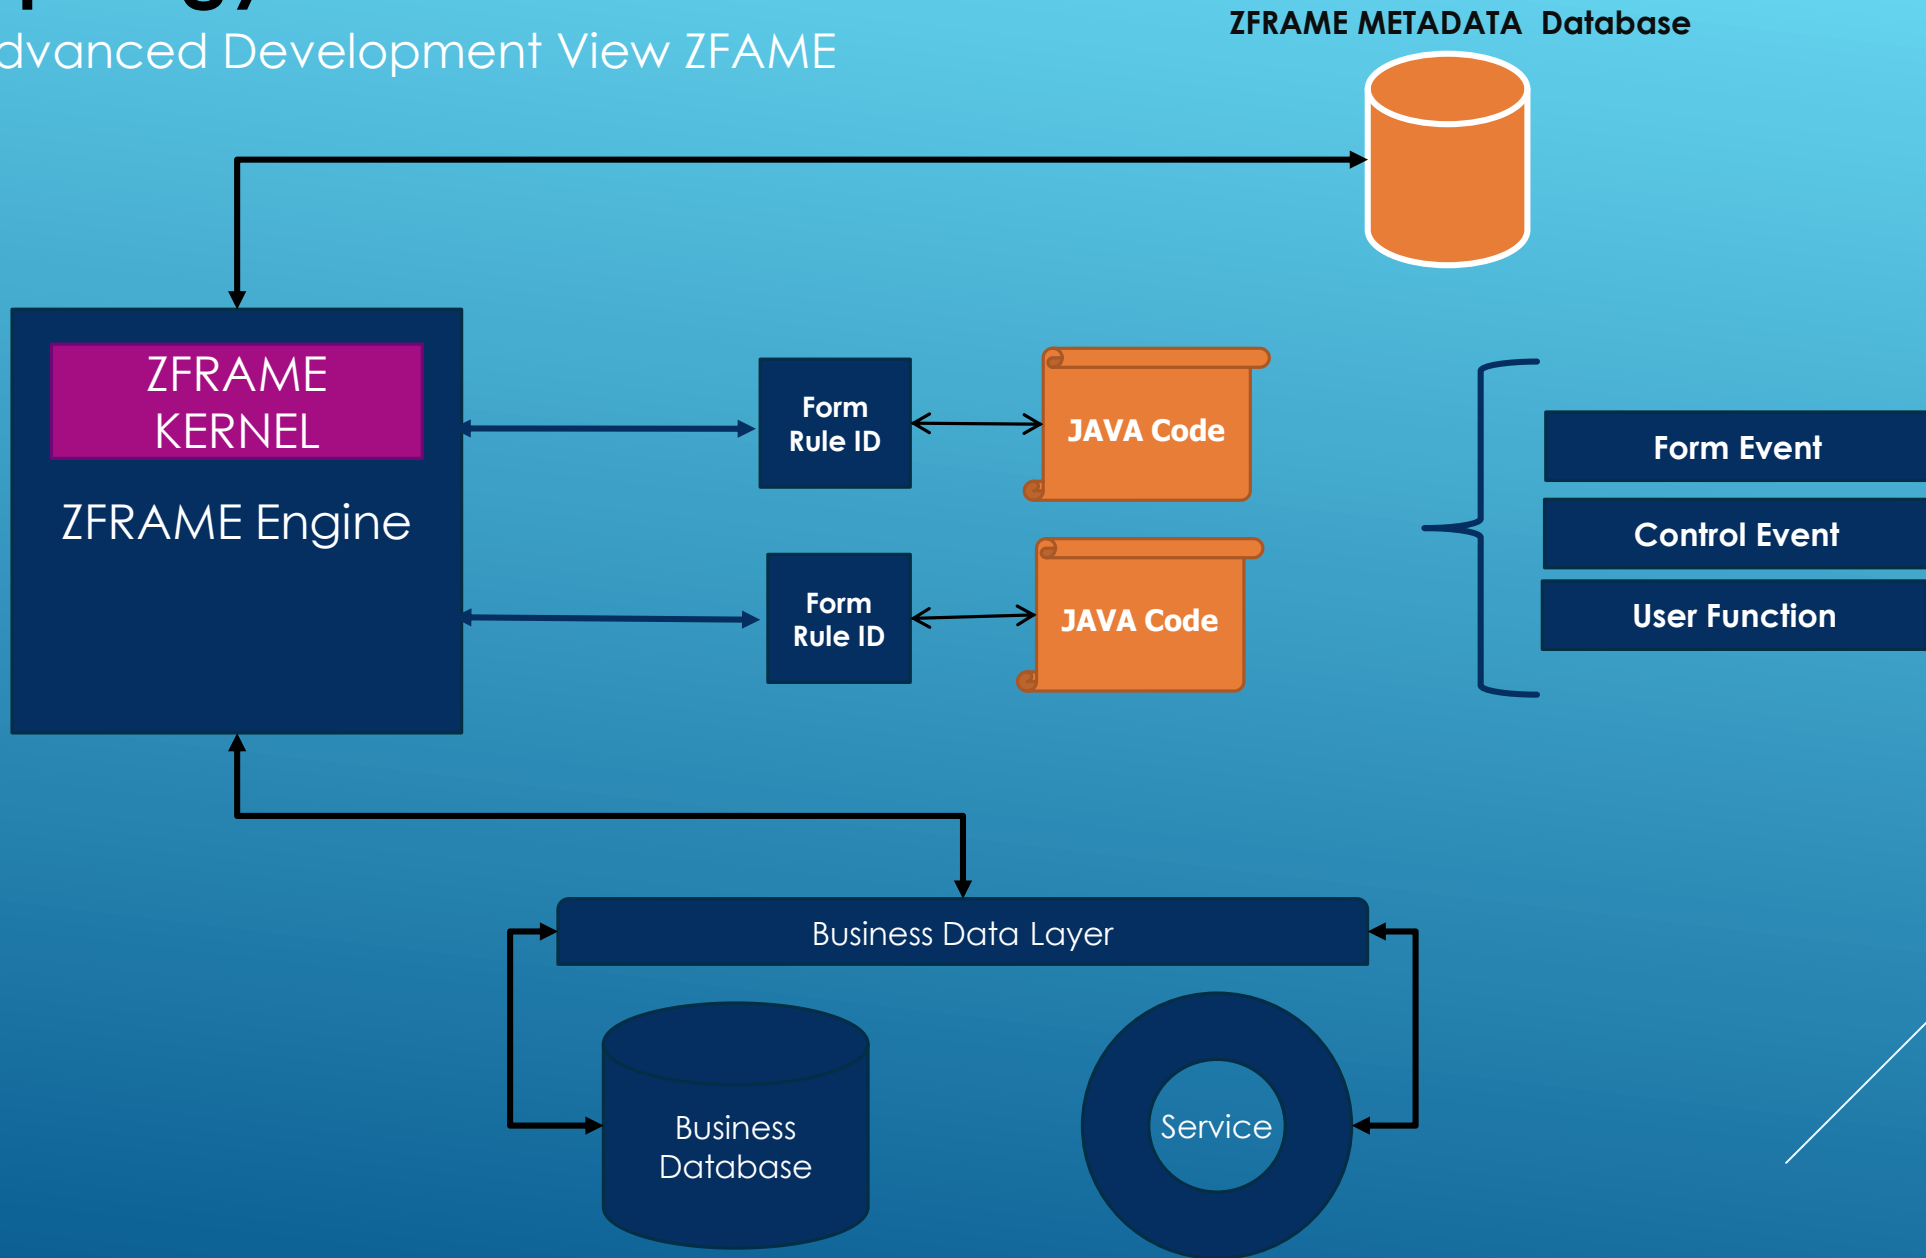 ZFRAME METADATA Database
dvanced Development View ZFAME
ZFRAME
KERNEL
ZFRAME Engine
Form
Rule ID
JAVA Code
Form
Rule ID
JAVA Code
Form Event
Control Event
User Function
Business Data Layer
Business
Database
Service